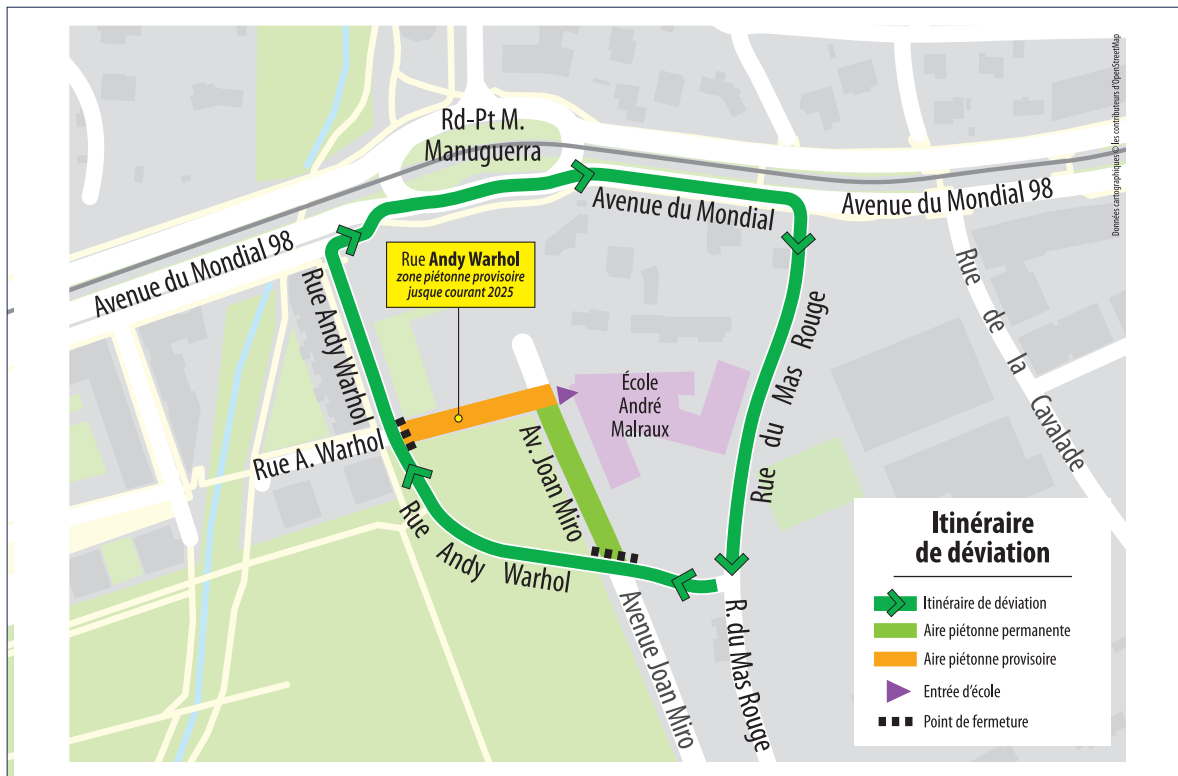 Rd-Pt M.
Manuguerra
Données cartographiques © les contributeurs d'OpenStreetMap
Avenue du Mondial 98
Avenue du Mondial
Avenue du Mondial 98
Rue Andy Warhol
zone piétonne provisoire
jusque courant 2025
Rue Andy Warhol
Rue de la Cavalade
Rue du Mas Rouge
École
André
Malraux
Rue A. Warhol
Av. Joan Miro
Rue Andy Warhol
Avenue Joan Miro
R. du Mas Rouge
Itinéraire
de déviation
Itinéraire de déviation
Aire piétonne permanente
Aire piétonne provisoire
Entrée d'école
Point de fermeture